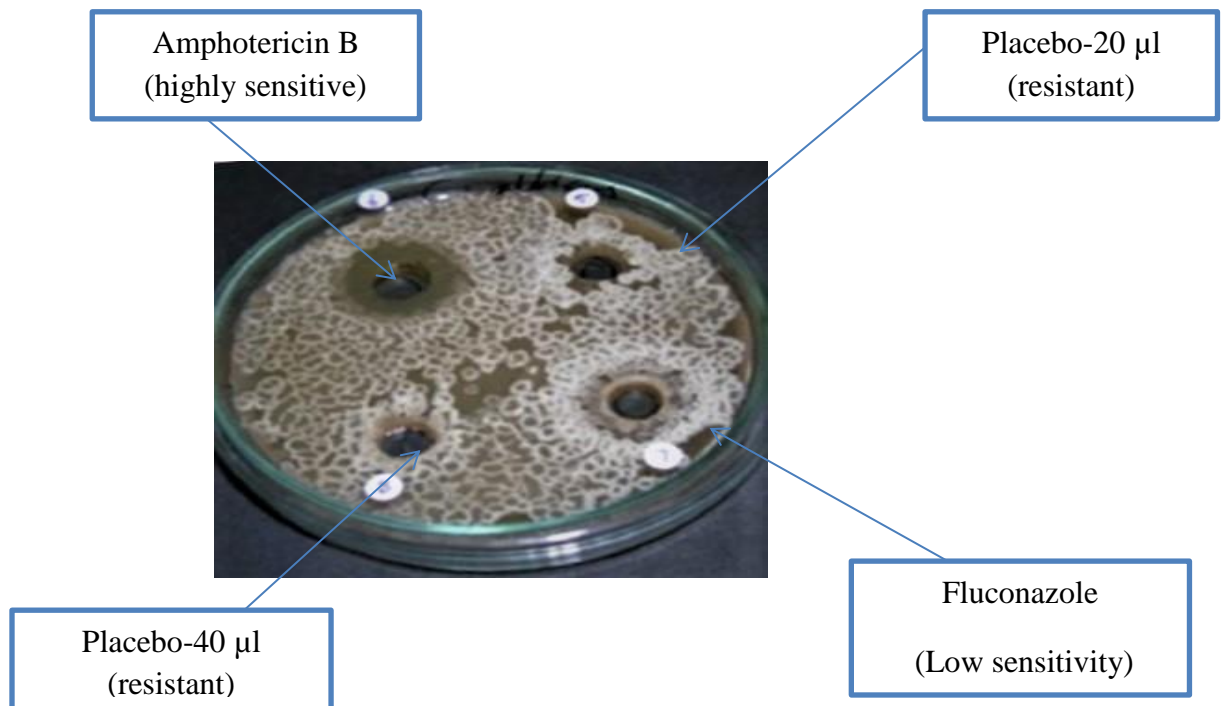 Amphotericin B
(highly sensitive)
Placebo-20 µl
(resistant)
Placebo-40 µl
(resistant)
Fluconazole
(Low sensitivity)